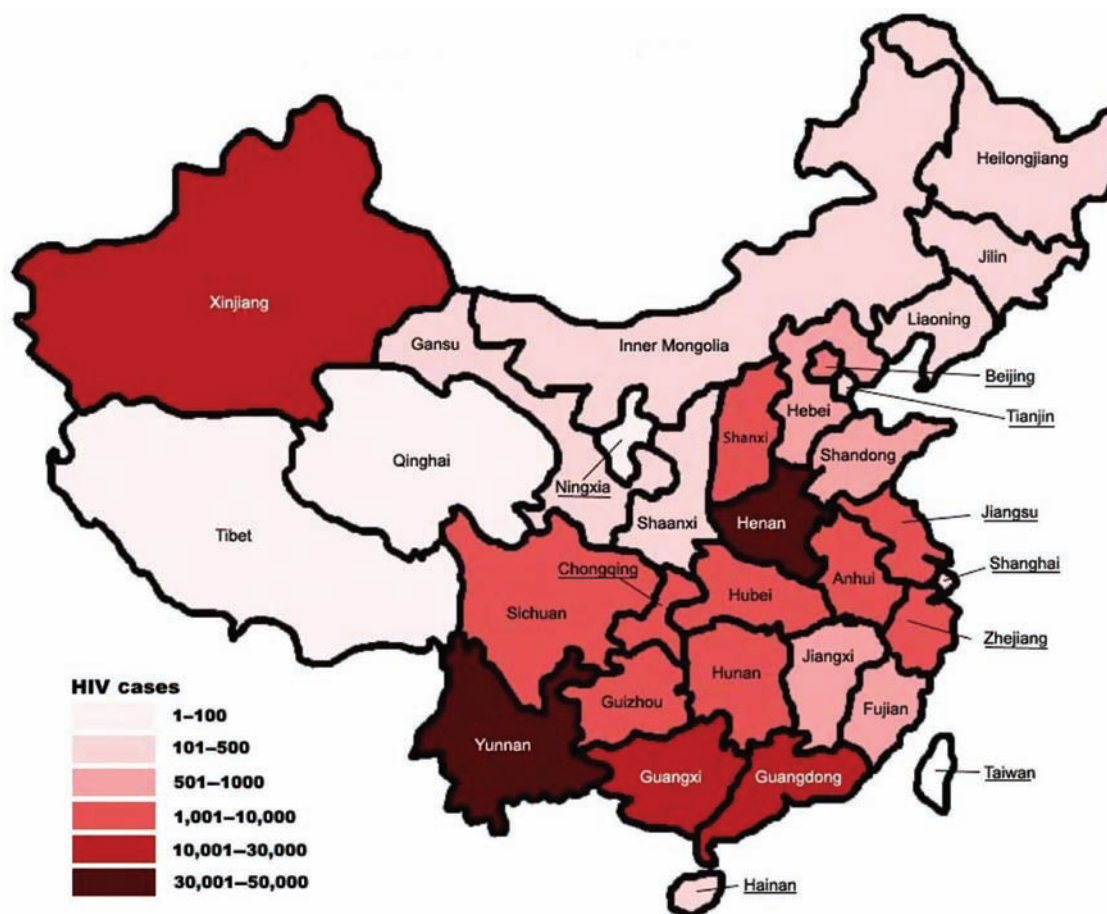 Heilongjiang
Jilin
Xinjiang
Liaoning
Gansu
Inner Mongolia
Beijing
Hebei
Tianjin
Shanxi
Qinghai
Shandong
Ningxia
Tibet
Shaanxi
Henan
Jiangsu
Chongqing
Shanghai
Anhui
Sichuan
Hubei
Zhejiang
Jiangxi
Hunan
Guizhou
Fujian
Yunnan
Guangxi
Guangdong
Taiwan
Hainan
HIV cases
1–100
101–500
501–1000
1,001–10,000
10,001–30,000
30,001–50,000